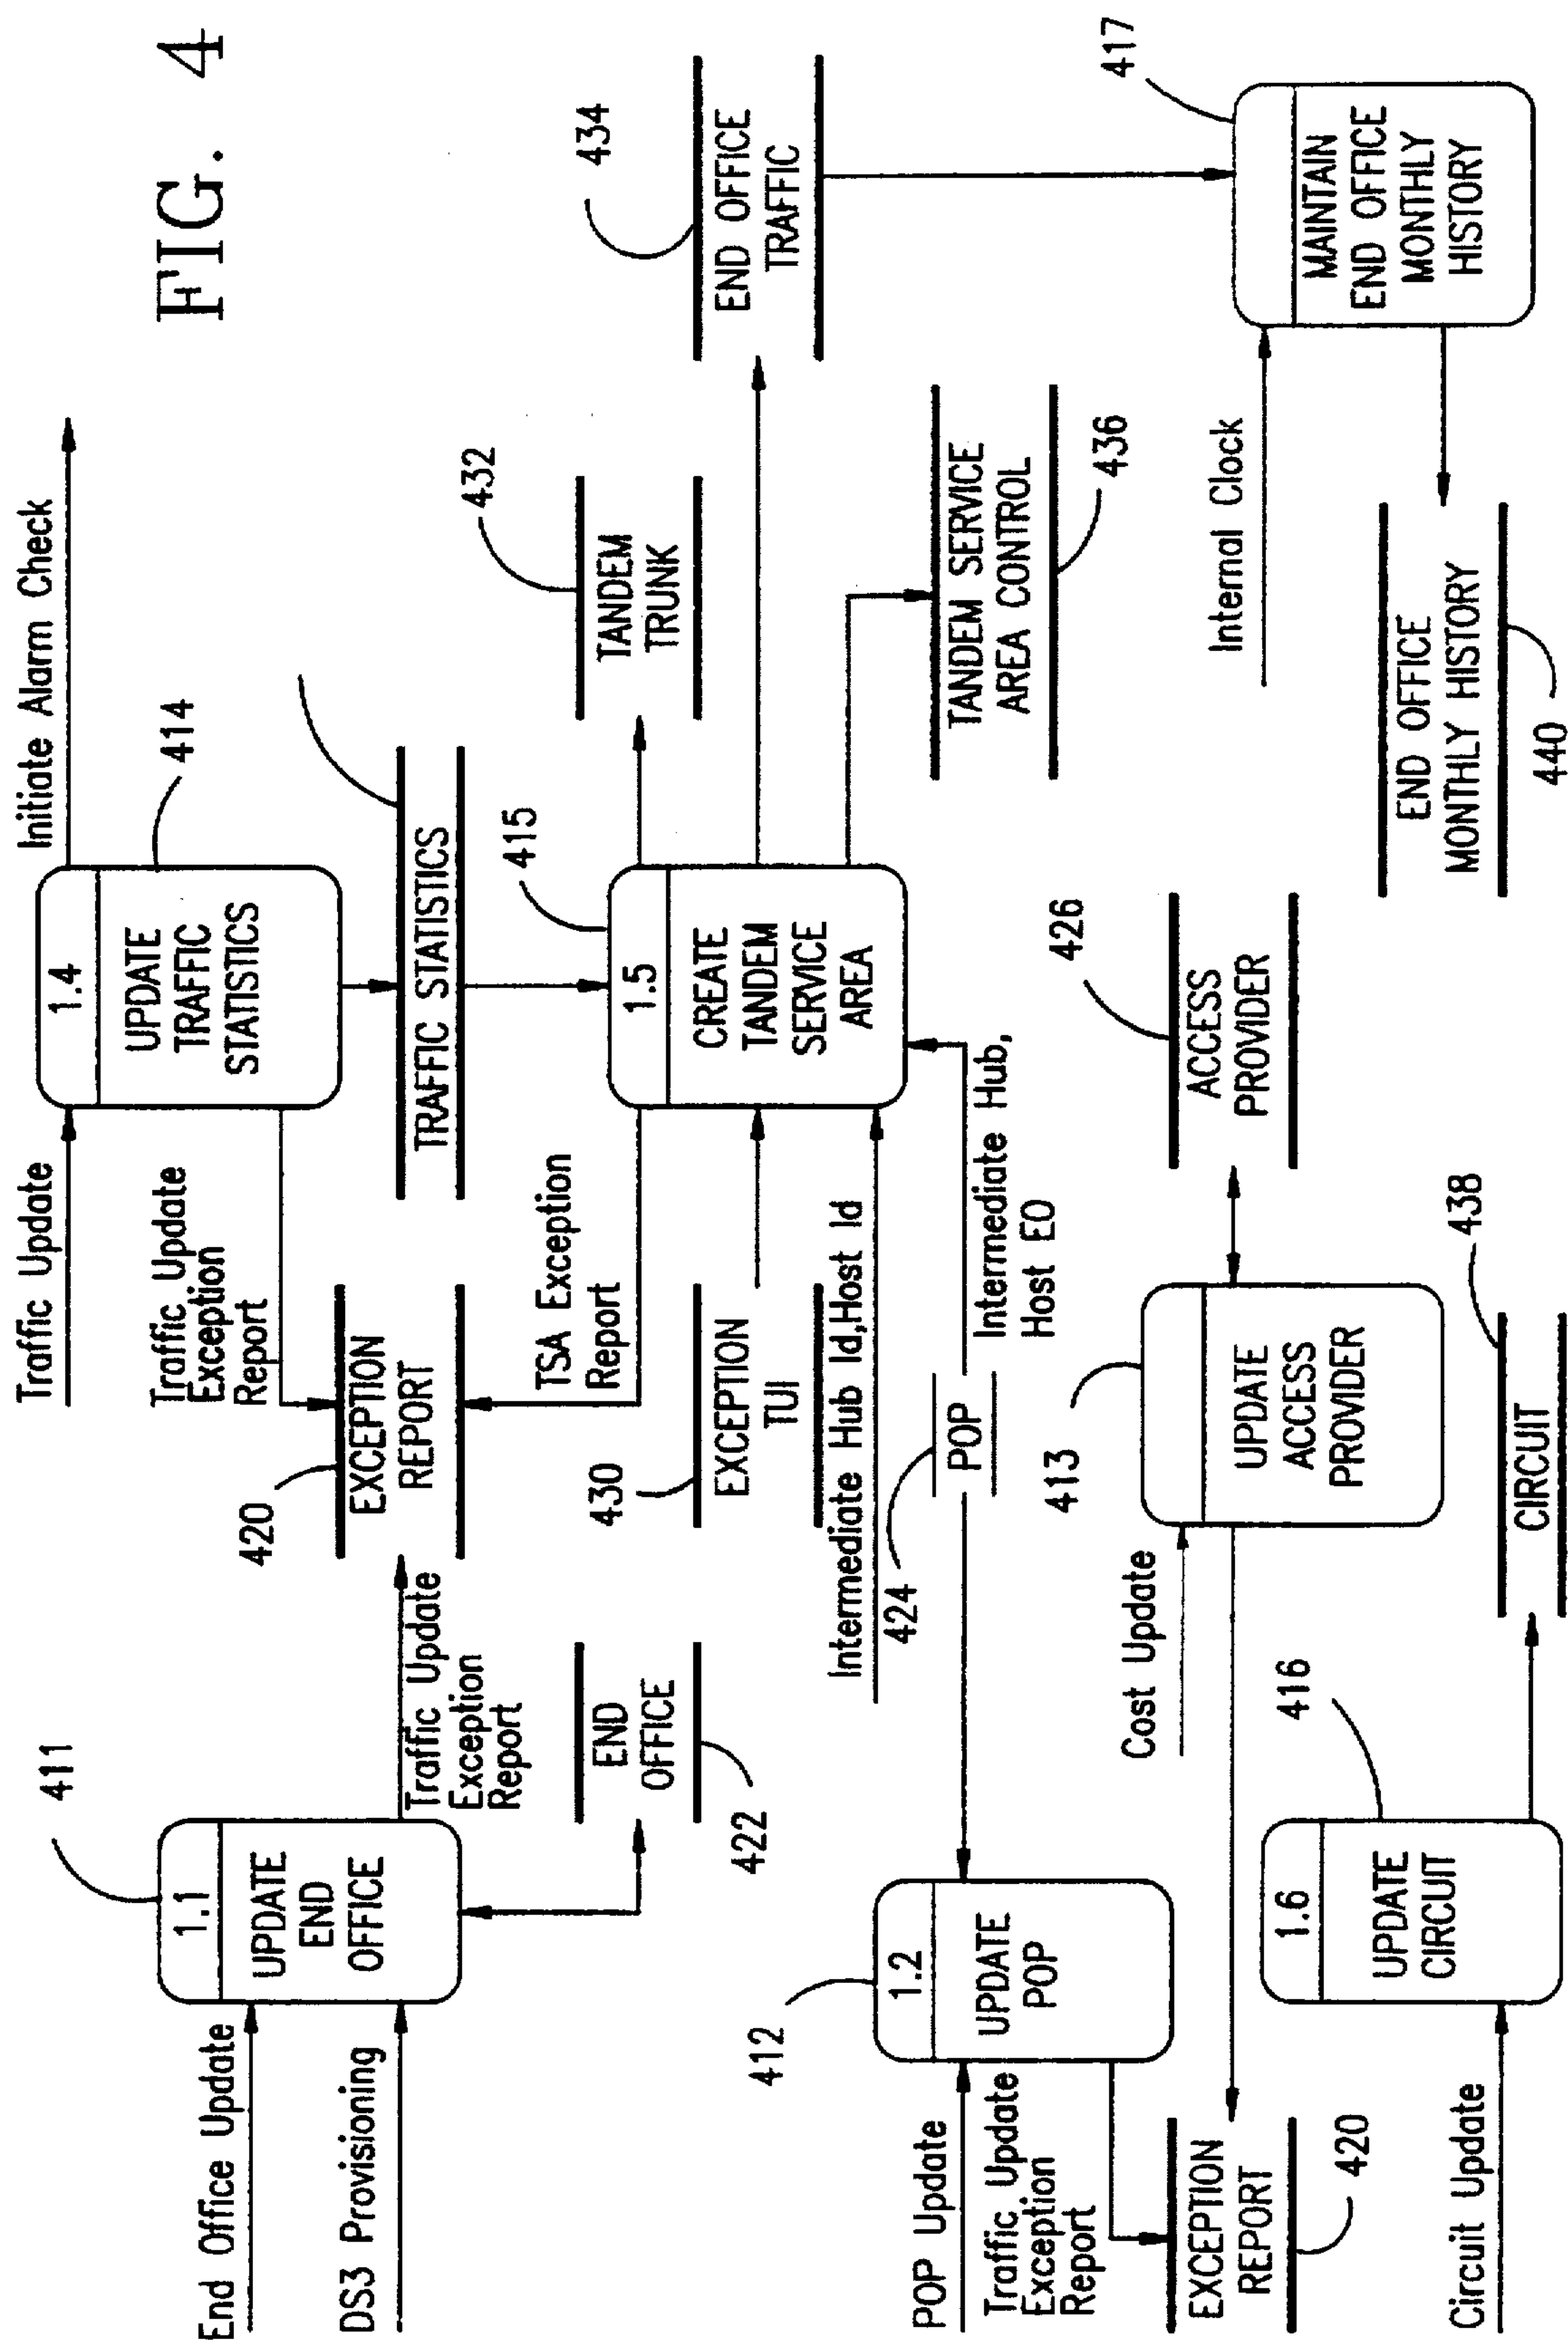 FIG. 4
Initiate Alarm Check
Traffic Update
1.4
UPDATE
TRAFFIC
STATISTICS
414
Traffic Update
Exception
Report
411
End Office Update
1.1
UPDATE
END
OFFICE
DS3 Provisioning
420
EXCEPTION
REPORT
Traffic Update
Exception
Report
TRAFFIC STATISTICS
432
TANDEM
TRUNK
434
END OFFICE
TRAFFIC
415
1.5
CREATE
TANDEM
SERVICE
AREA
TSA Exception
Report
END
OFFICE
422
430
EXCEPTION
TUI
Intermediate Hub Id,Host Id
TANDEM SERVICE
AREA CONTROL
436
424
POP
Intermediate Hub,
Host EO
412
1.2
UPDATE
POP
POP Update
Traffic Update
Exception
Report
EXCEPTION
REPORT
420
413
UPDATE
ACCESS
PROVIDER
Cost Update
426
ACCESS
PROVIDER
417
MAINTAIN
END OFFICE
MONTHLY
HISTORY
Internal Clock
END OFFICE
MONTHLY HISTORY
440
416
1.6
UPDATE
CIRCUIT
Circuit Update
438
CIRCUIT